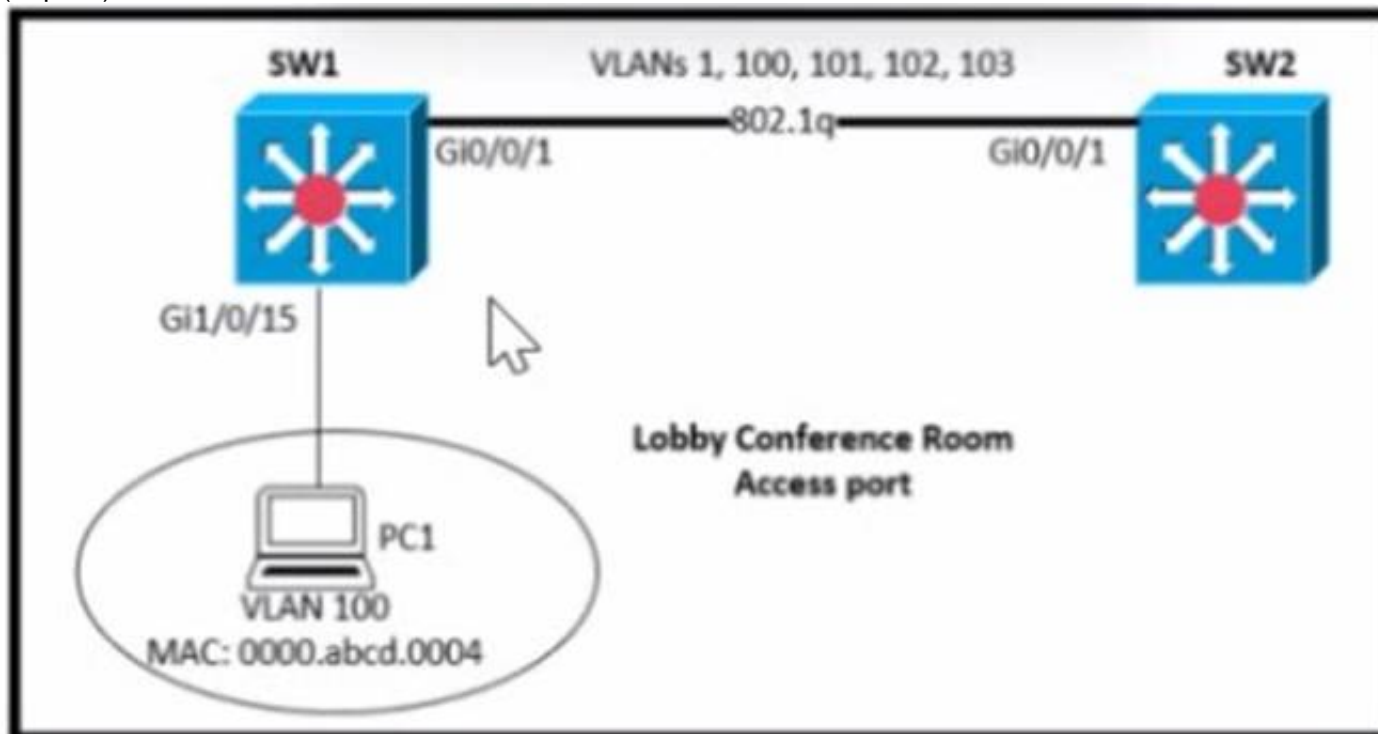 SW1
VLANs 1, 100, 101, 102, 103
SW2
802.1q
Gi0/0/1
Gi0/0/1
Gi1/0/15
Lobby Conference Room
Access port
PC1
VLAN 100
MAC: 0000.abcd.0004